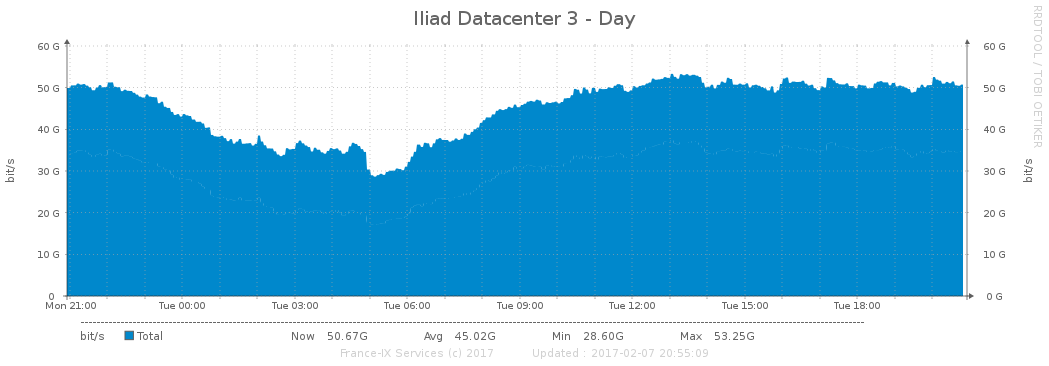 Iliad Datacenter 3 - Day
RRDTOOL / TOBI OETIKER
60 G 60 G
50 G 50 G
40 G 40 G
30 G 30 G
20 G 20 G
10 G 10 G
0 0 G
bit/s bit/s
Mon 21:00 Tue 00:00 Tue 03:00 Tue 06:00 Tue 09:00 Tue 12:00 Tue 15:00 Tue 18:00
bit/s Total Now 50.67G Avg 45.02G Min 28.60G Max 53.25G
France-IX Services (c) 2017 Updated : 2017-02-07 20:55:09